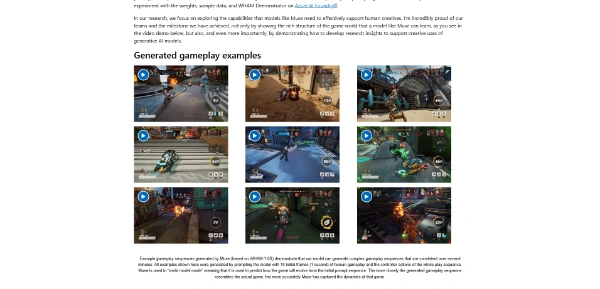 experiment with the weights, sample data, and WHAM Demonstrator on Azure AI Foundry
In our research, we focus on exploring the capabilities that models like Muse need to effectively support human creatives. I'm incredibly proud of our
teams and the milestone we have achieved, not only by showing the rich structure of the game world that a model like Muse can learn, as you see in
the video demo below, but also, and even more importantly, by demonstrating how to develop research insights to support creative uses of
generative AI models.
Generated gameplay examples
Example gameplay sequences generated by Muse (based on WHAM-1.6B) demonstrate that our model can generate complex gameplay sequences that are consistent over several
minutes. All examples shown here were generated by prompting the model with 10 initial frames (1 second) of human gameplay and the controller actions of the whole play sequence.
Muse is used in "world model mode" meaning that it is used to predict how the game will evolve from the initial prompt sequence. The more closely the generated gameplay sequence
resembles the actual game, the more accurately Muse has captured the dynamics of that game.